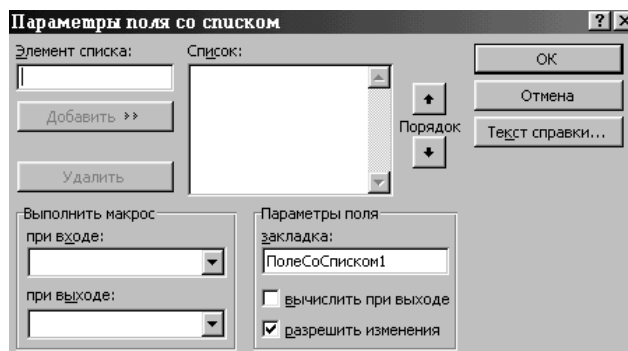 Параметры поля со списком
Элемент списка:
Список:
ОК
Отмена
Добавить >>
Порядок
Текст справки...
Удалить
Выполнить макрос
Параметры поля
при входе:
закладка:
ПолеСоСписком1
при выходе:
вычислить при выходе
разрешить изменения